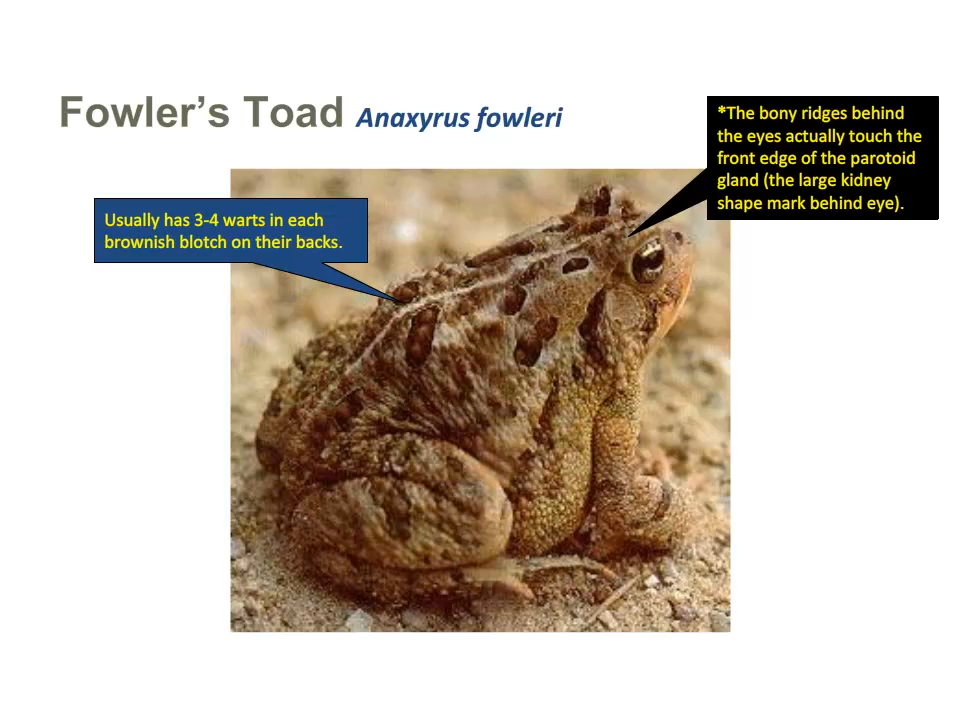 Fowler’s Toad Anaxyrus fowleri
*The bony ridges behind
the eyes actually touch the
front edge of the parotoid
gland (the large kidney
shape mark behind eye).
Usually has 3-4 warts in each
brownish blotch on their backs.